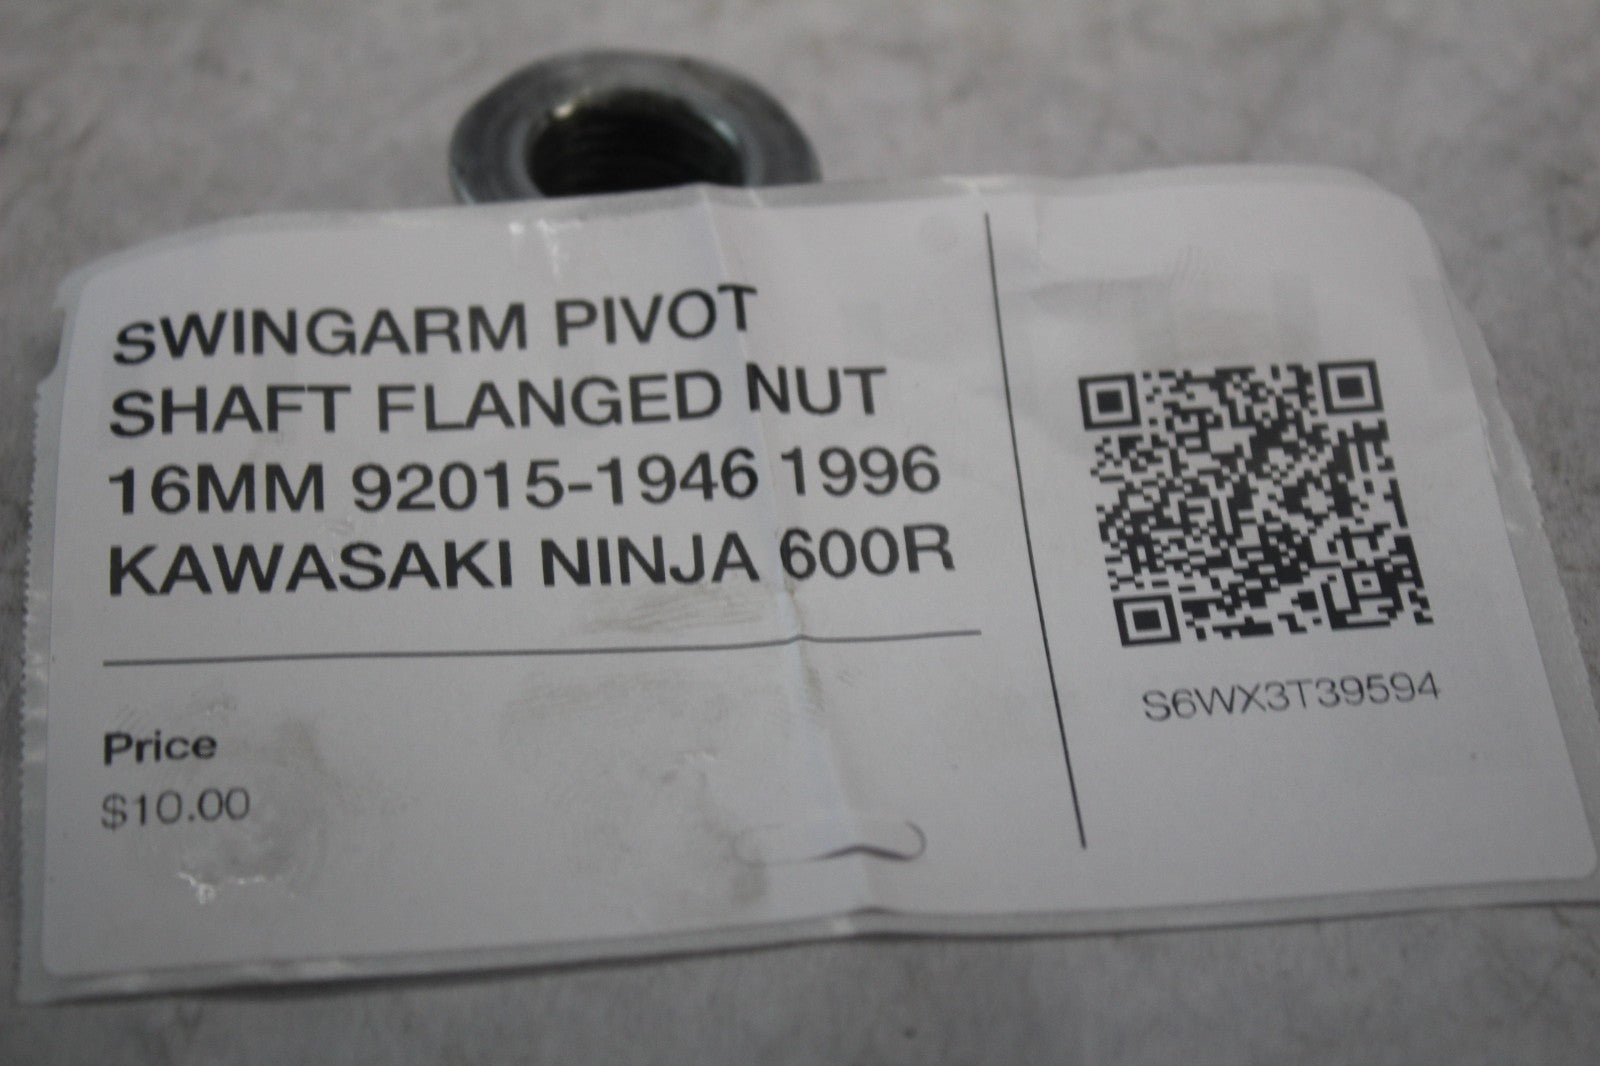 SWINGARM PIVOT
SHAFT FLANGED NUT
16MM 92015-1946 1996
KAWASAKI NINJA 600R
Price
$10.00
S6WX3T39594